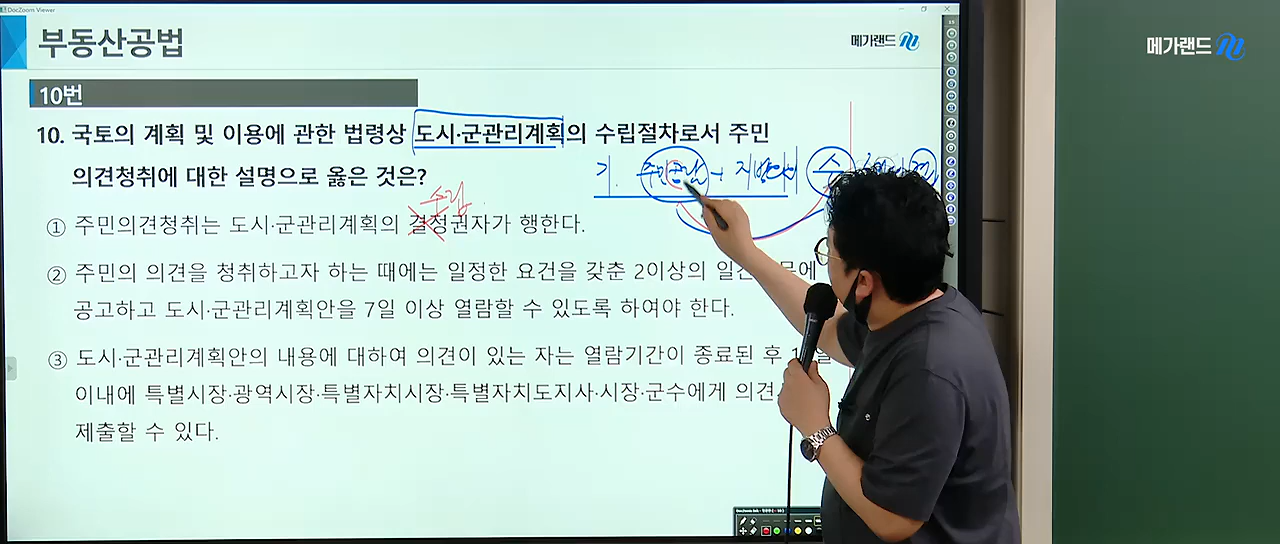 DocZoom Viewer
부동산공법
메가랜드
메가랜드
10번
10. 국토의 계획 및 이용에 관한 법령상 도시·군관리계획의 수립절차로서 주민
의견청취에 대한 설명으로 옳은 것은?
기. 주민공람 → 지방의회 수
수립
① 주민의견청취는 도시·군관리계획의 결정권자가 행한다.
② 주민의 의견을 청취하고자 하는 때에는 일정한 요건을 갖춘 2이상의
공고하고 도시·군관리계획안을 7일 이상 열람할 수 있도록 하여야 한다.
③ 도시·군관리계획안의 내용에 대하여 의견이 있는 자는 열람기간이 종료된 후
이내에 특별시장·광역시장·특별자치시장·특별자치도지사·시장·군수에게
제출할 수 있다.